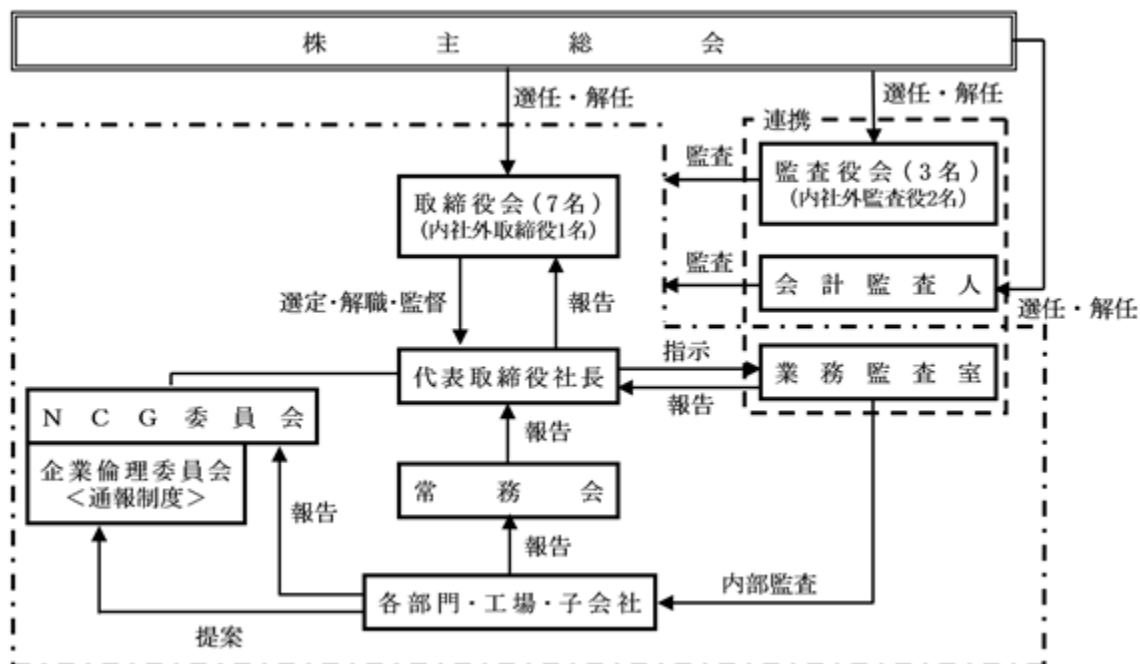 株主総会
選任・解任
選任・解任
連携
監査
監査役会(3名)
(内社外監査役2名)
取締役会(7名)
(内社外取締役1名)
監査
会計監査人
選任・解任
選定・解職・監督
報告
指示
代表取締役社長
業務監査室
報告
NCG委員会
報告
企業倫理委員会
<通報制度>
常務会
報告
報告
内部監査
各部門・工場・子会社
提案